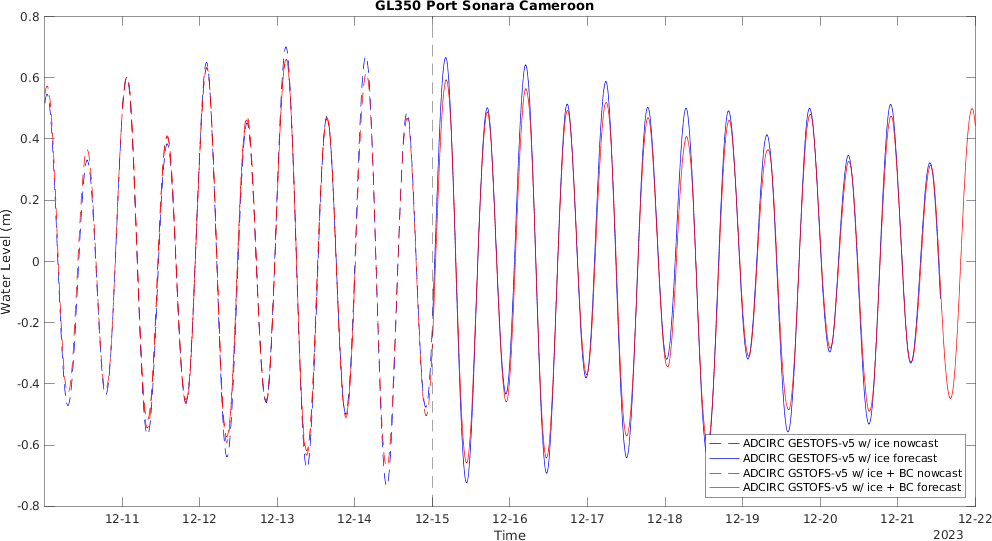 GL350 Port Sonara Cameroon
0.8
0.6
0.4
0.2
0
-0.2
-0.4
-0.6
-0.8
Water Level (m)
ADCIRC GESTOFS-v5 w/ ice nowcast
ADCIRC GESTOFS-v5 w/ ice forecast
ADCIRC GSTOFS-v5 w/ ice + BC nowcast
ADCIRC GSTOFS-v5 w/ ice + BC forecast
12-11 12-12 12-13 12-14 12-15 12-16 12-17 12-18 12-19 12-20 12-21 12-22
Time
2023